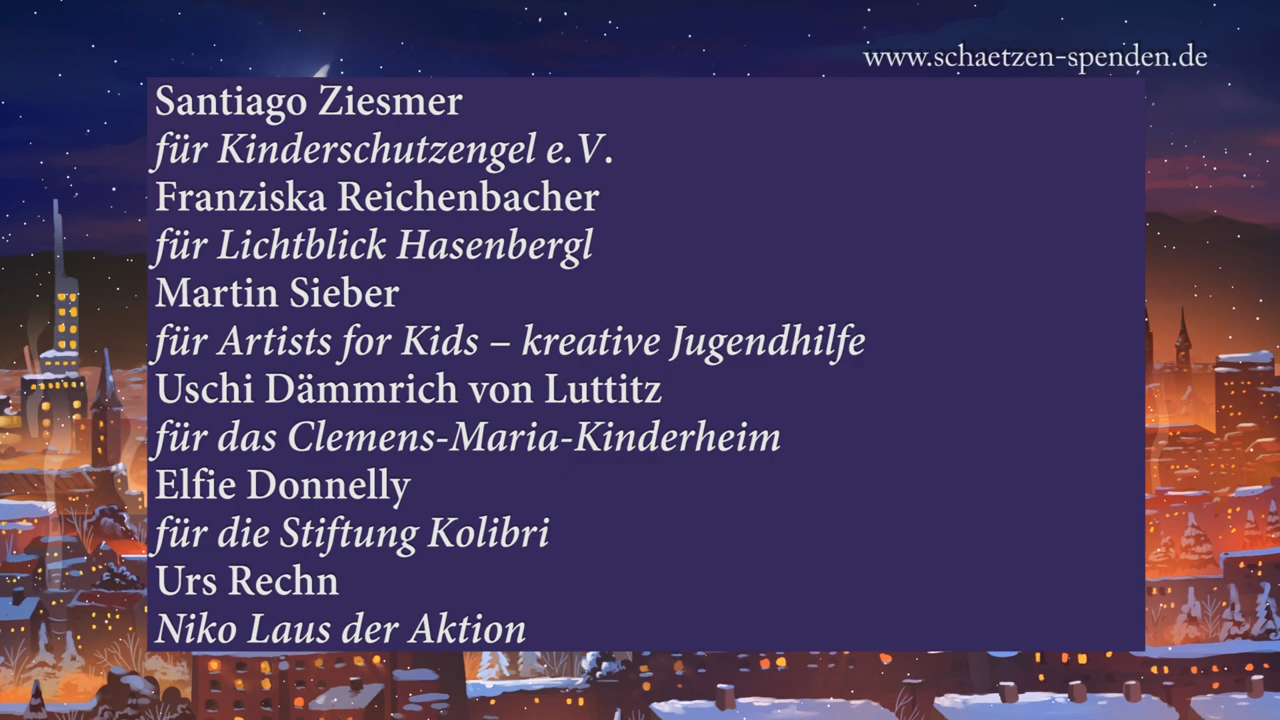 www.schaetzen-spenden.de
Santiago Ziesmer
für Kinderschutzengel e.V.
Franziska Reichenbacher
für Lichtblick Hasenbergl
Martin Sieber
für Artists for Kids – kreative Jugendhilfe
Uschi Dämmrich von Luttitz
für das Clemens-Maria-Kinderheim
Elfie Donnelly
für die Stiftung Kolibri
Urs Rechn
Niko Laus der Aktion